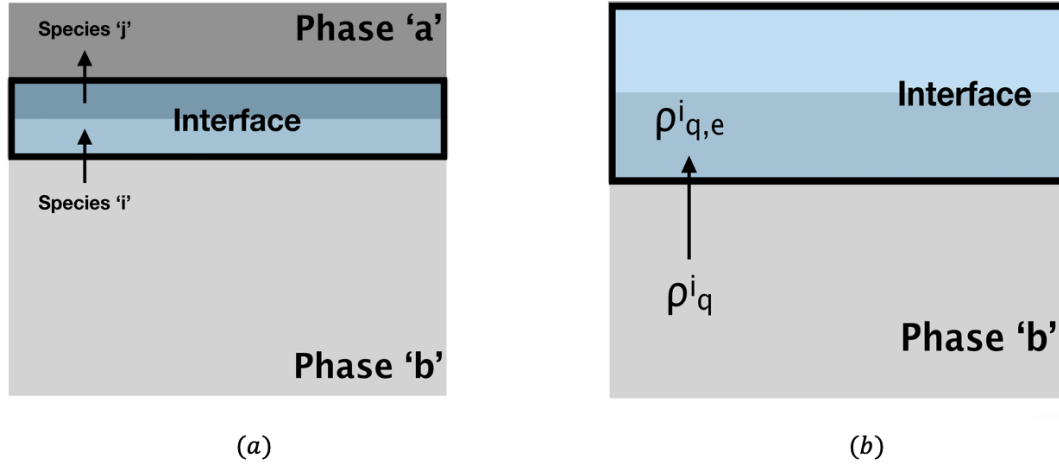 Species ‘j’
Phase ‘a’
Interface
Species ‘i’
Phase ‘b’
(a)
Interface
ρⁱq,e
ρⁱq
Phase ‘b’
(b)